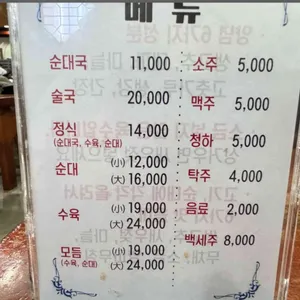 메뉴
순대국 11,000
술국 20,000
정식 14,000
(순대국, 수육, 순대)
순대 (小) 12,000
(大) 16,000
수육 (小) 19,000
(大) 24,000
모듬 (小) 19,000
(수육, 순대) (大) 24,000
소주 5,000
맥주 5,000
청하 5,000
탁주 4,000
음료 2,000
백세주 8,000